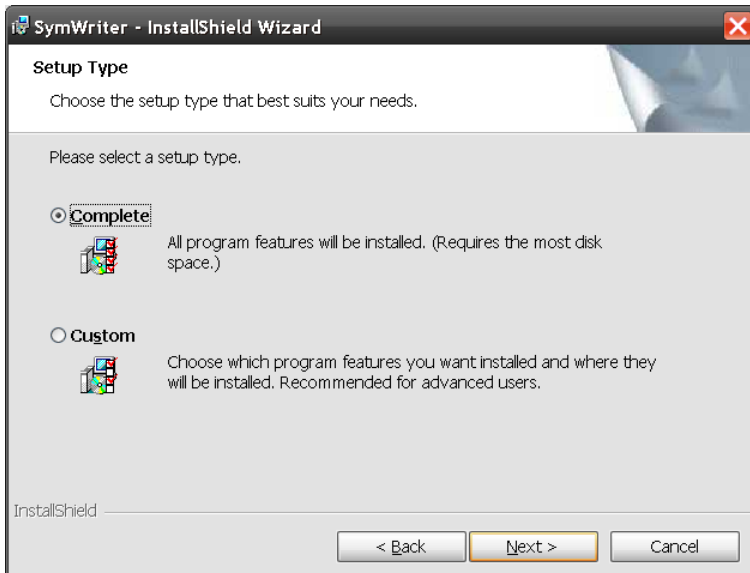 SymWriter - InstallShield Wizard
Setup Type
Choose the setup type that best suits your needs.
Please select a setup type.
Complete
All program features will be installed. (Requires the most disk
space.)
Custom
Choose which program features you want installed and where they
will be installed. Recommended for advanced users.
InstallShield
< Back
Next >
Cancel